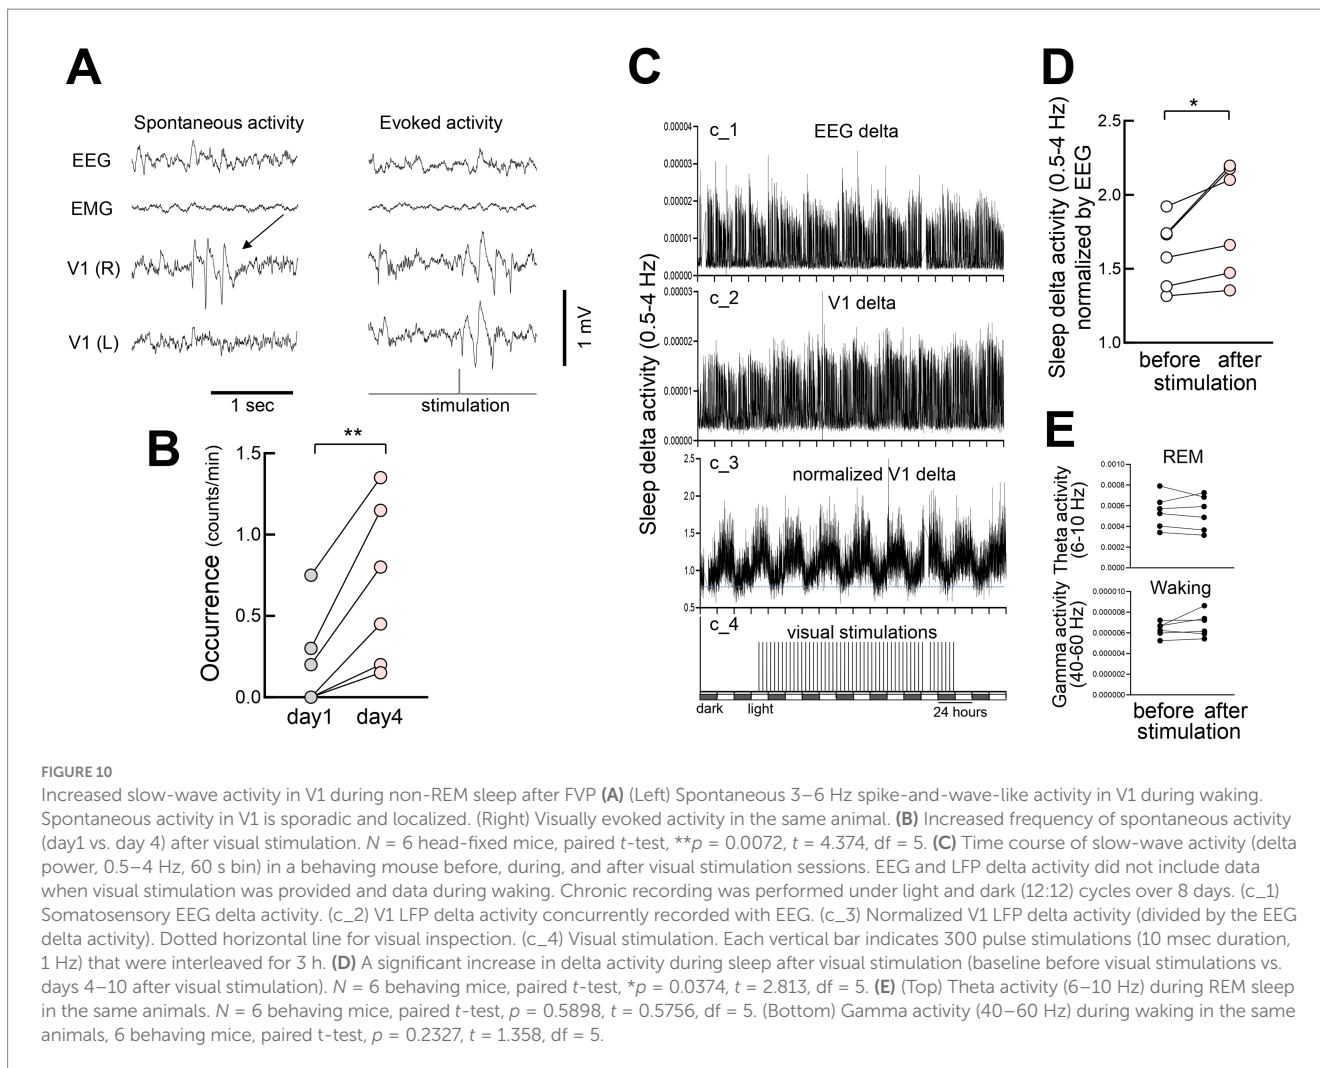 A
Spontaneous activity
Evoked activity
EEG
EMG
V1 (R)
V1 (L)
1 mV
1 sec
stimulation
B
**
Occurrence (counts/min)
1.5
1.0
0.5
0.0
day1 day4
C
Sleep delta activity (0.5-4 Hz)
c_1
EEG delta
0.00004
0.00003
0.00002
0.00001
0.00000
c_2
V1 delta
0.00003
0.00002
0.00001
0.00000
c_3
normalized V1 delta
2.5
2.0
1.5
1.0
0.5
c_4
visual stimulations
dark
light
24 hours
D
*
Sleep delta activity (0.5-4 Hz)
normalized by EEG
2.5
2.0
1.5
1.0
before after
stimulation
E
REM
Theta activity
(6-10 Hz)
0.0010
0.0008
0.0006
0.0004
0.0002
0.0000
Waking
Gamma activity
(40-60 Hz)
0.000010
0.000008
0.000006
0.000004
0.000002
0.000000
before after
stimulation
FIGURE 10
Increased slow-wave activity in V1 during non-REM sleep after FVP (A) (Left) Spontaneous 3–6 Hz spike-and-wave-like activity in V1 during waking.
Spontaneous activity in V1 is sporadic and localized. (Right) Visually evoked activity in the same animal. (B) Increased frequency of spontaneous activity
(day1 vs. day 4) after visual stimulation. N = 6 head-fixed mice, paired t-test, **p = 0.0072, t = 4.374, df = 5. (C) Time course of slow-wave activity (delta
power, 0.5–4 Hz, 60 s bin) in a behaving mouse before, during, and after visual stimulation sessions. EEG and LFP delta activity did not include data
when visual stimulation was provided and data during waking. Chronic recording was performed under light and dark (12:12) cycles over 8 days. (c_1)
Somatosensory EEG delta activity. (c_2) V1 LFP delta activity concurrently recorded with EEG. (c_3) Normalized V1 LFP delta activity (divided by the EEG
delta activity). Dotted horizontal line for visual inspection. (c_4) Visual stimulation. Each vertical bar indicates 300 pulse stimulations (10 msec duration,
1 Hz) that were interleaved for 3 h. (D) A significant increase in delta activity during sleep after visual stimulation (baseline before visual stimulations vs.
days 4–10 after visual stimulation). N = 6 behaving mice, paired t-test, *p = 0.0374, t = 2.813, df = 5. (E) (Top) Theta activity (6–10 Hz) during REM sleep
in the same animals. N = 6 behaving mice, paired t-test, p = 0.5898, t = 0.5756, df = 5. (Bottom) Gamma activity (40–60 Hz) during waking in the same
animals, 6 behaving mice, paired t-test, p = 0.2327, t = 1.358, df = 5.